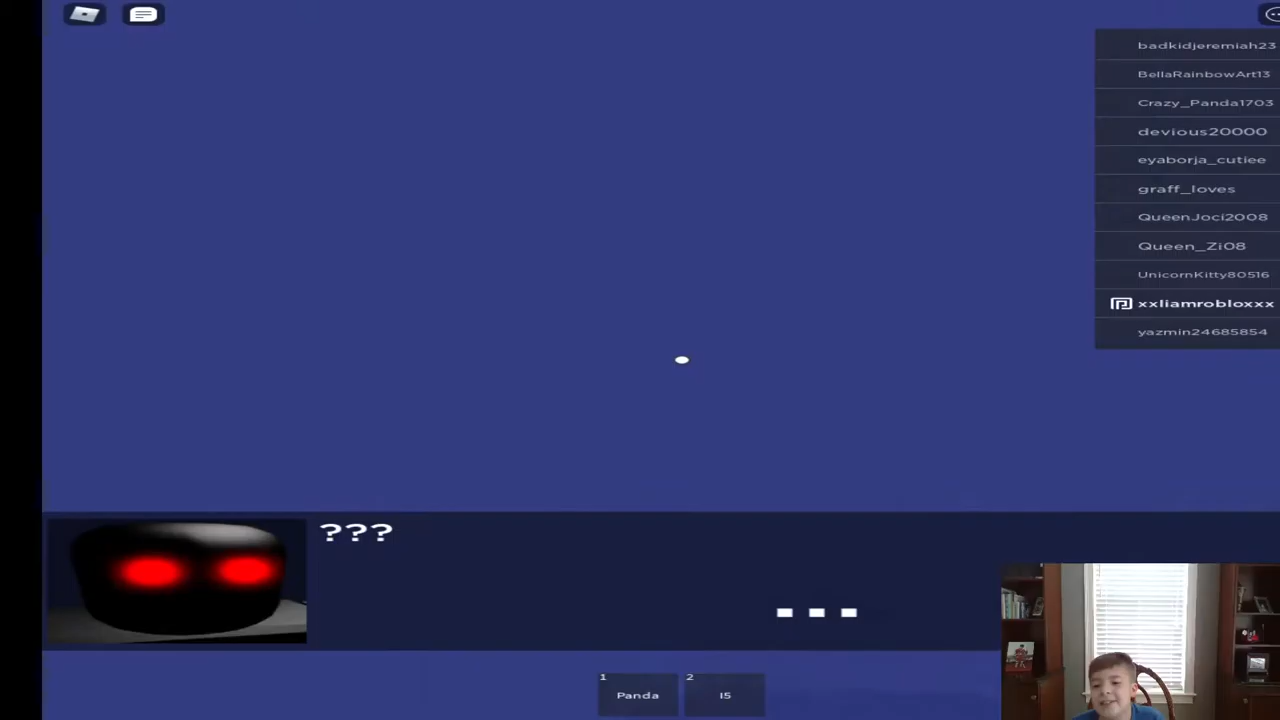 badkidjeremiah23
BellaRainbowArt13
Crazy_Panda1703
devious20000
eyaborja_cutiee
graff_loves
QueenJoci2008
Queen_Zi08
UnicornKitty80516
xxliamrobloxxx
yazmin24685854
???
...
1 2
Panda I5